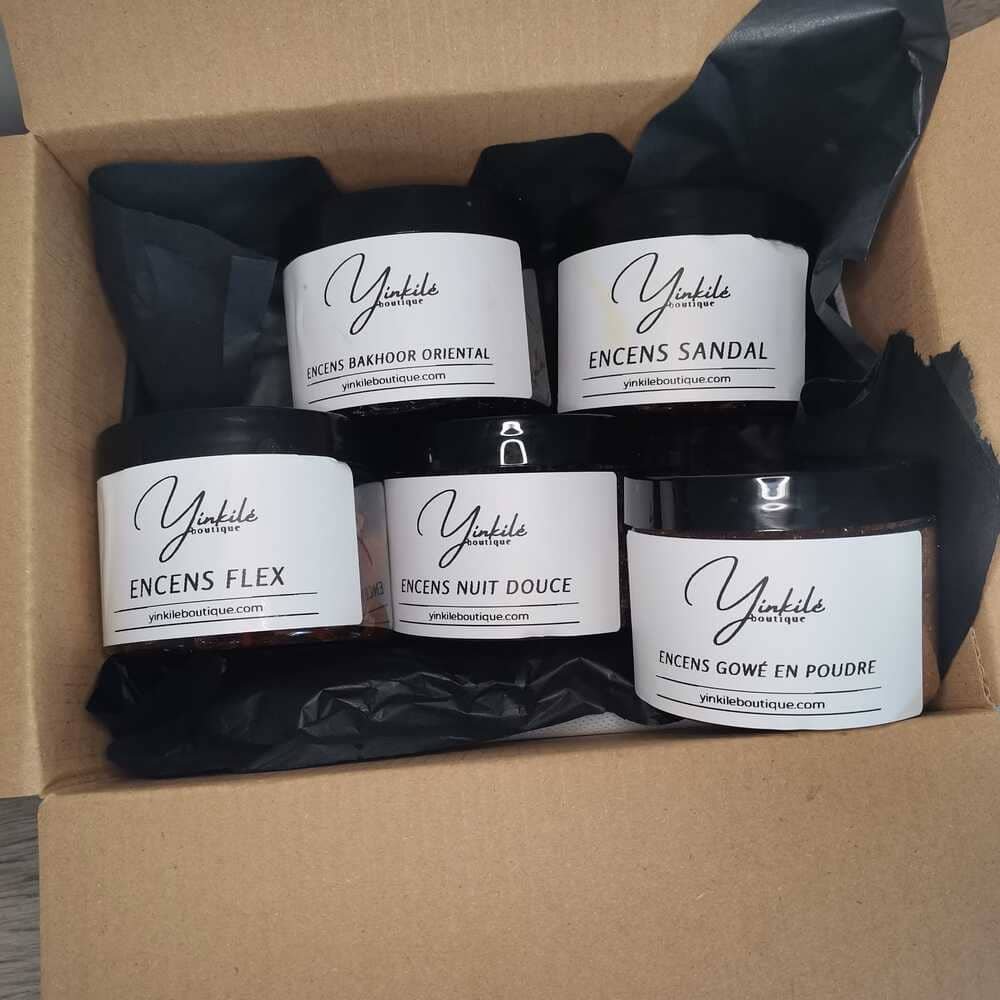 Yinkilé
boutique
ENCENS BAKHOOR ORIENTAL
yinkileboutique.com
Yinkilé
boutique
ENCENS SANDAL
yinkileboutique.com
Yinkilé
boutique
ENCENS FLEX
yinkileboutique.com
Yinkilé
boutique
ENCENS NUIT DOUCE
yinkileboutique.com
Yinkilé
boutique
ENCENS GOWÉ EN POUDRE
yinkileboutique.com